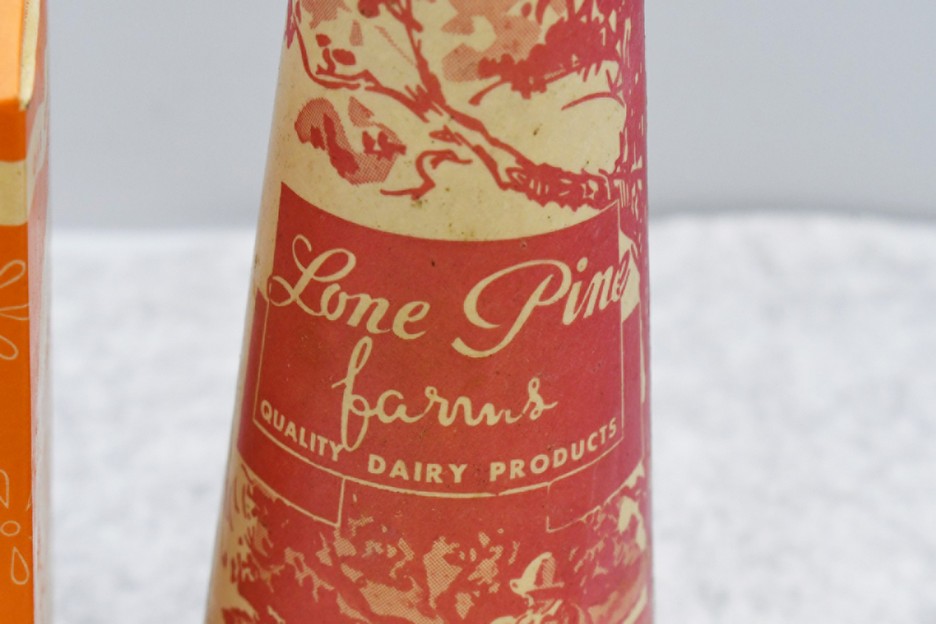 Lone Pine
farms
QUALITY DAIRY PRODUCTS